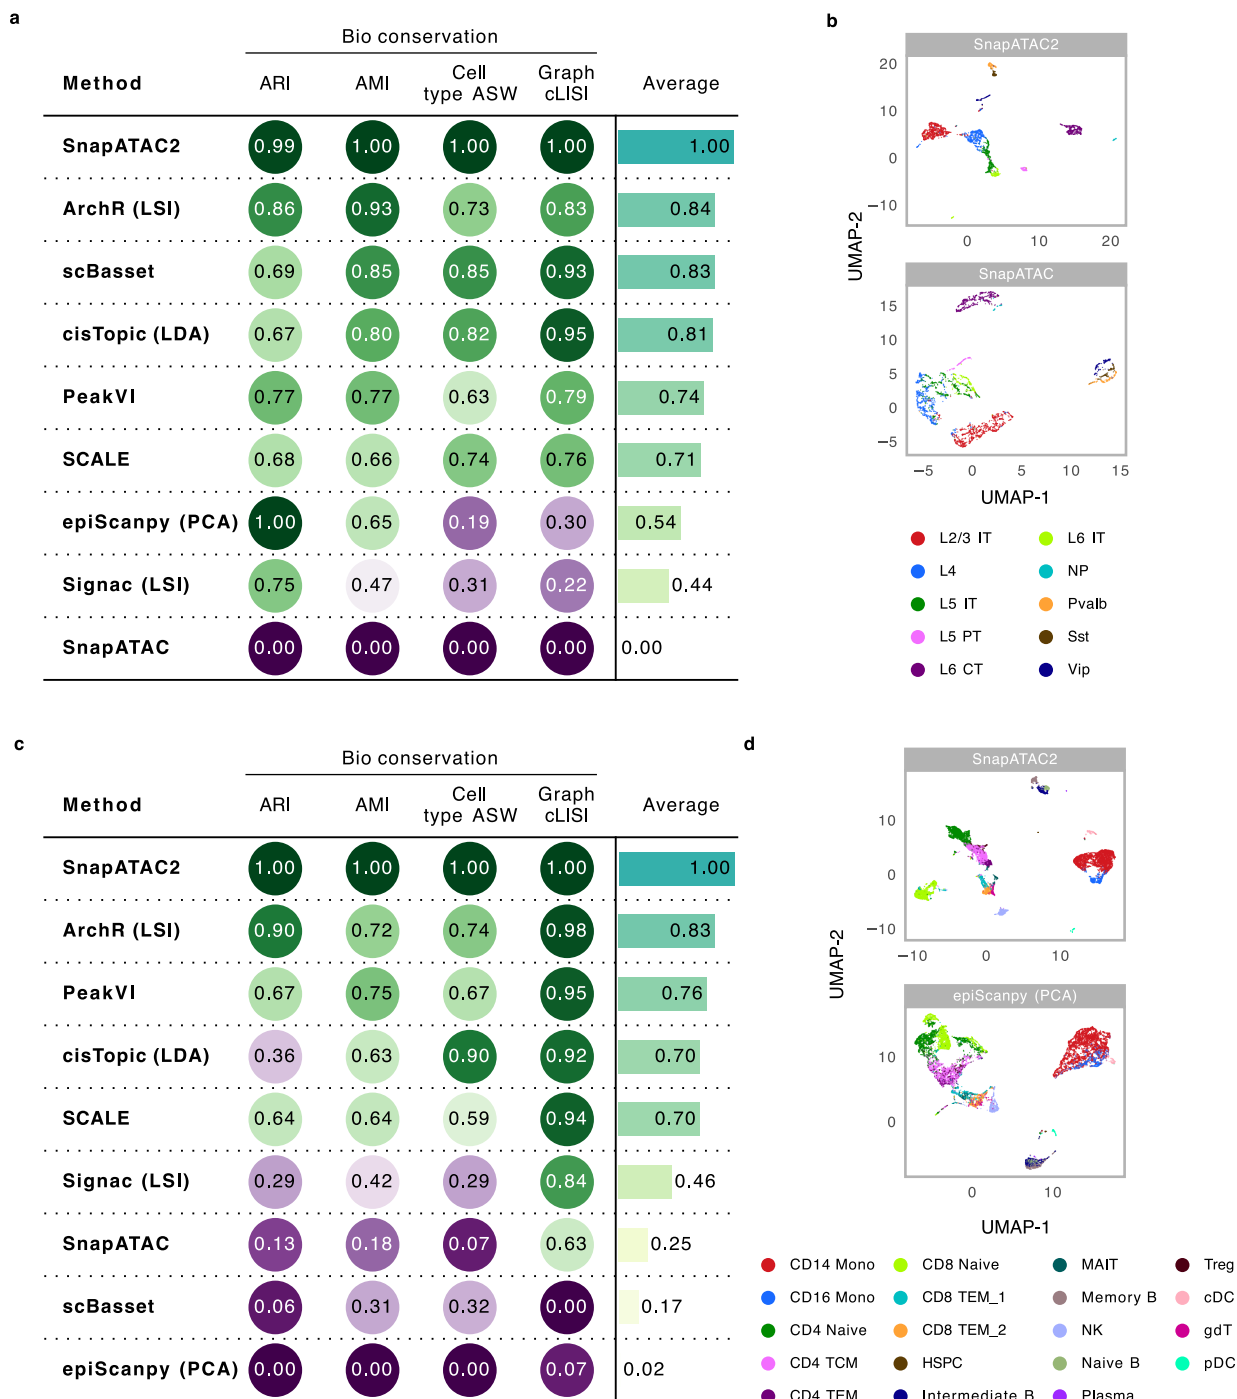 a
Bio conservation
Method ARI AMI Cell type ASW Graph cLISI Average
SnapATAC2 0.99 1.00 1.00 1.00 1.00
ArchR (LSI) 0.86 0.93 0.73 0.83 0.84
scBasset 0.69 0.85 0.85 0.93 0.83
cisTopic (LDA) 0.67 0.80 0.82 0.95 0.81
PeakVI 0.77 0.77 0.63 0.79 0.74
SCALE 0.68 0.66 0.74 0.76 0.71
epiScanpy (PCA) 1.00 0.65 0.19 0.30 0.54
Signac (LSI) 0.75 0.47 0.31 0.22 0.44
SnapATAC 0.00 0.00 0.00 0.00 0.00
b
SnapATAC2
20
10
0
−10
0 10 20
UMAP-2
SnapATAC
15
10
5
0
−5
−5 0 5 10 15
UMAP-1
L2/3 IT L6 IT
L4 NP
L5 IT Pvalb
L5 PT Sst
L6 CT Vip
c
Bio conservation
Method ARI AMI Cell type ASW Graph cLISI Average
SnapATAC2 1.00 1.00 1.00 1.00 1.00
ArchR (LSI) 0.90 0.72 0.74 0.98 0.83
PeakVI 0.67 0.75 0.67 0.95 0.76
cisTopic (LDA) 0.36 0.63 0.90 0.92 0.70
SCALE 0.64 0.64 0.59 0.94 0.70
Signac (LSI) 0.29 0.42 0.29 0.84 0.46
SnapATAC 0.13 0.18 0.07 0.63 0.25
scBasset 0.06 0.31 0.32 0.00 0.17
epiScanpy (PCA) 0.00 0.00 0.00 0.07 0.02
d
SnapATAC2
10
0
−10
−10 0 10
UMAP-2
epiScanpy (PCA)
10
0
0 10
UMAP-1
CD14 Mono CD8 Naive MAIT Treg
CD16 Mono CD8 TEM_1 Memory B cDC
CD4 Naive CD8 TEM_2 NK gdT
CD4 TCM HSPC Naive B pDC
CD4 TEM Intermediate B Plasma